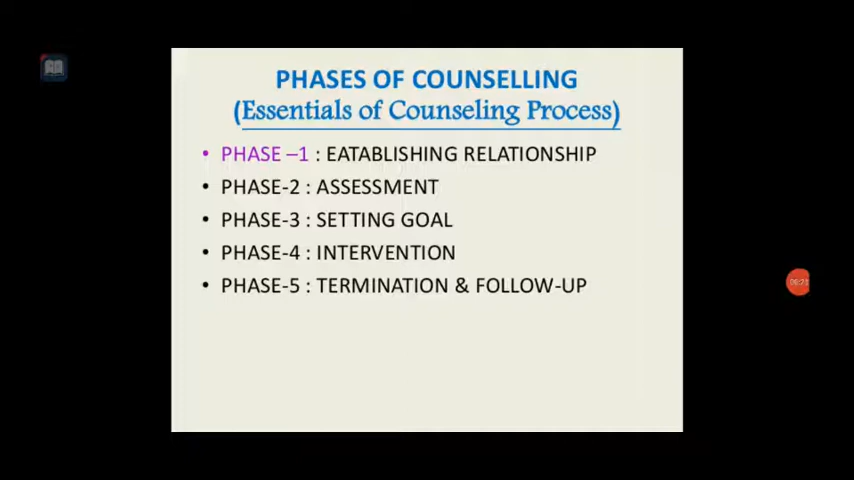 PHASES OF COUNSELLING
(Essentials of Counseling Process)
• PHASE –1 : EATABLISHING RELATIONSHIP
• PHASE-2 : ASSESSMENT
• PHASE-3 : SETTING GOAL
• PHASE-4 : INTERVENTION
• PHASE-5 : TERMINATION & FOLLOW-UP